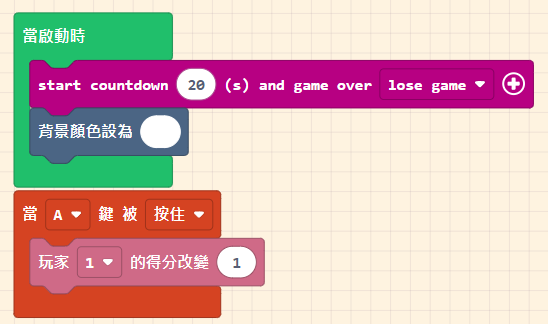 當啟動時
start countdown 20 (s) and game over lose game
背景顏色設為
當 A 鍵 被 按住
玩家 1 的得分改變 1